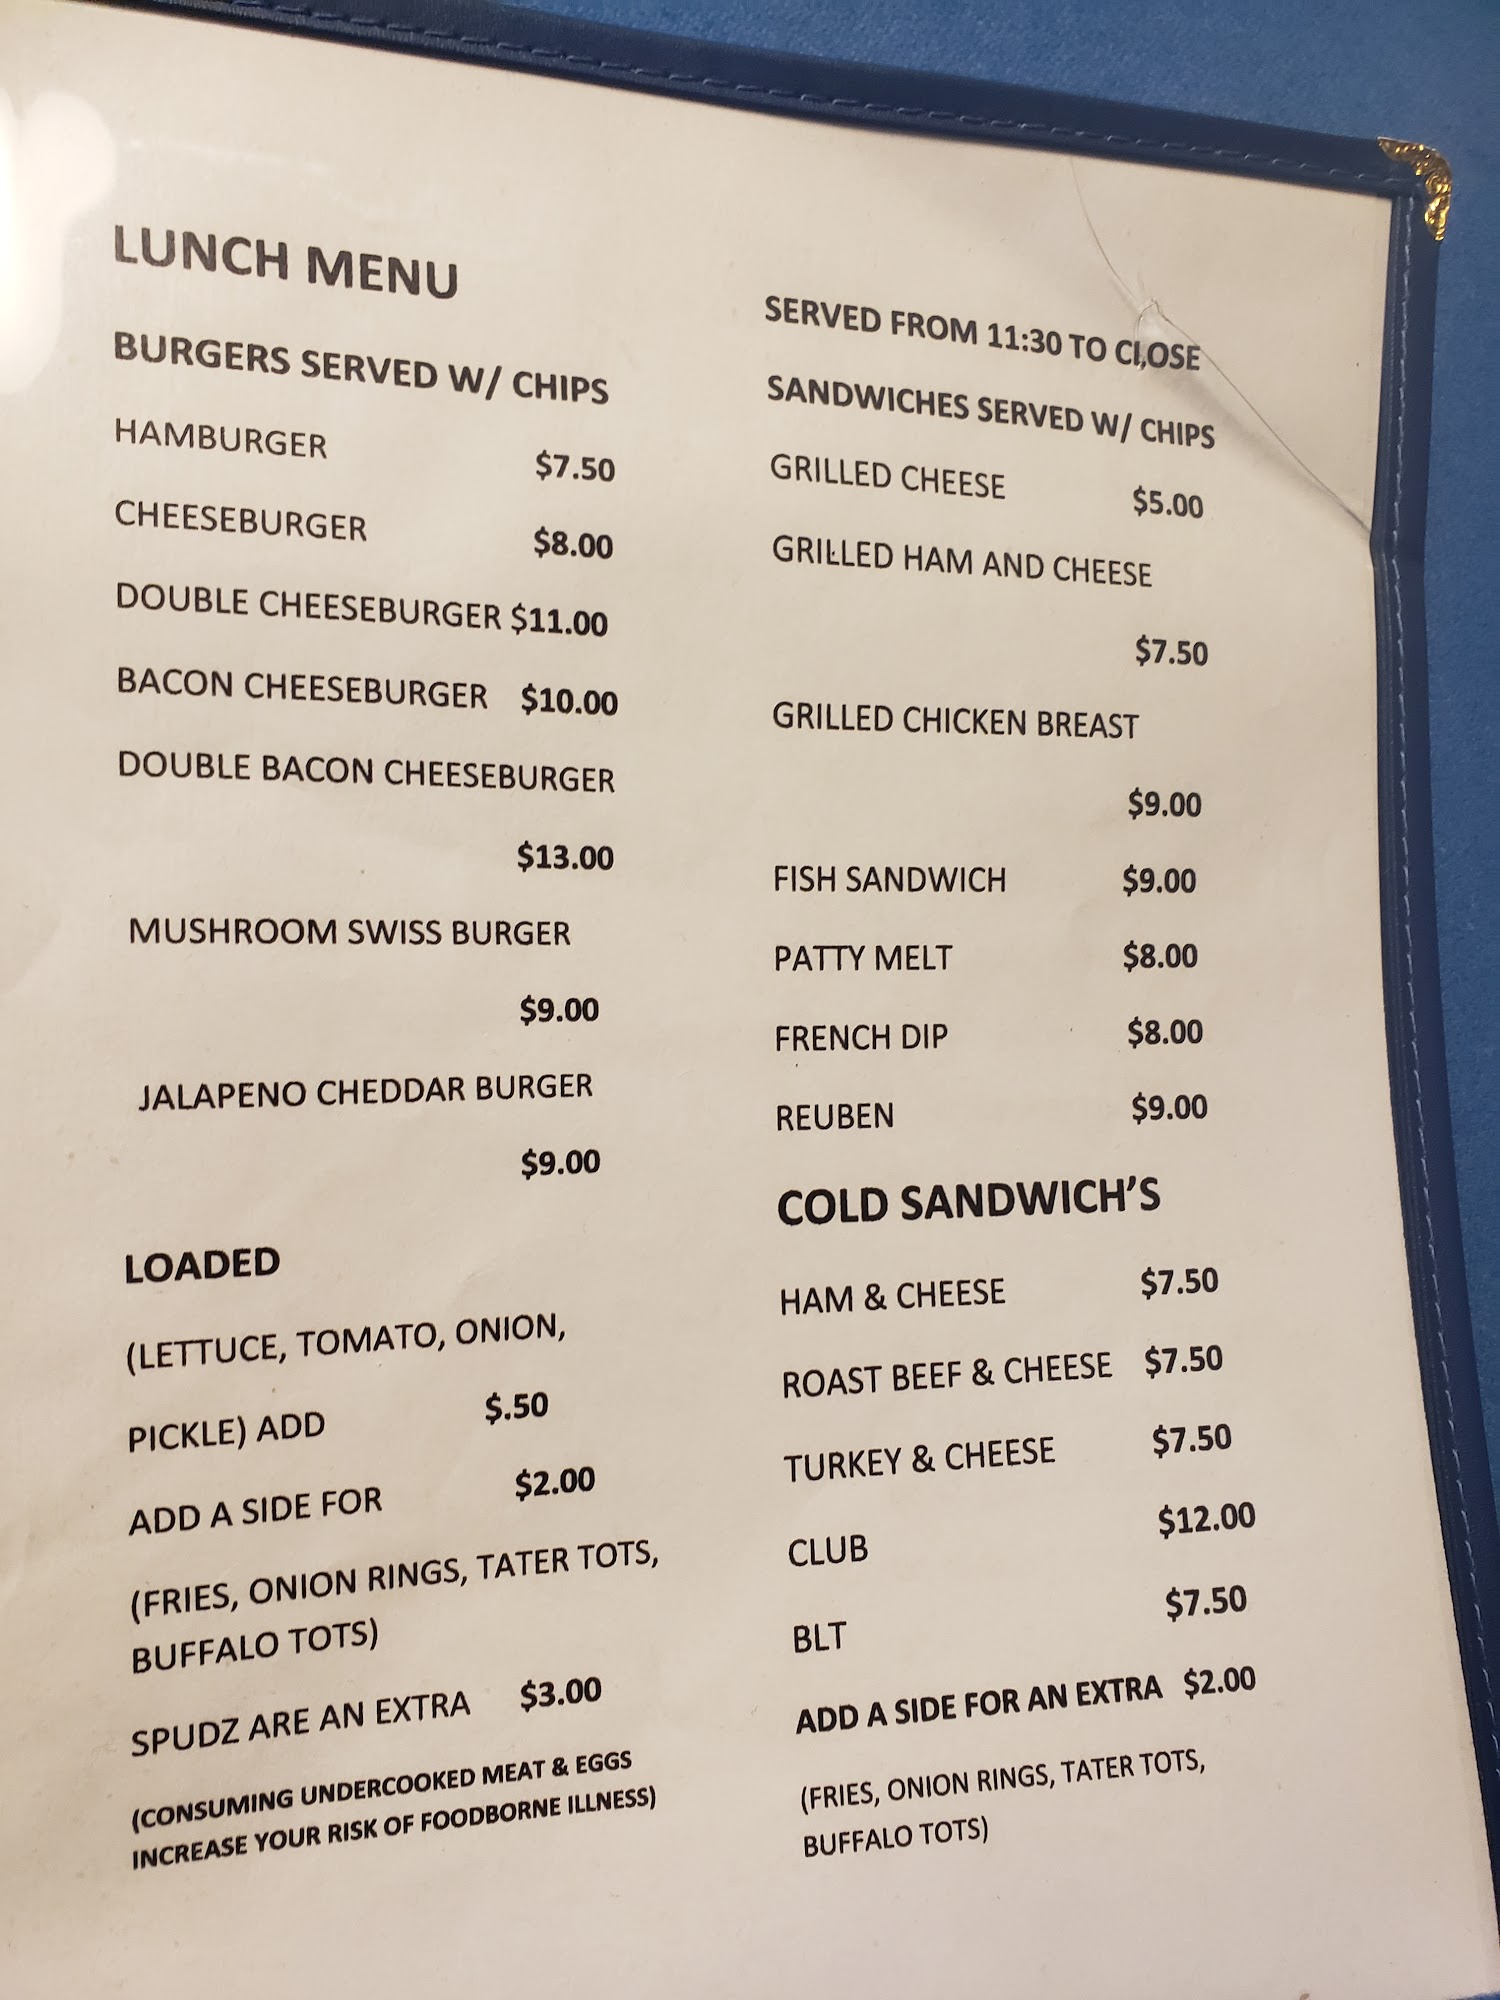 LUNCH MENU
BURGERS SERVED W/ CHIPS
HAMBURGER $7.50
CHEESEBURGER $8.00
DOUBLE CHEESEBURGER $11.00
BACON CHEESEBURGER $10.00
DOUBLE BACON CHEESEBURGER
$13.00
MUSHROOM SWISS BURGER
$9.00
JALAPENO CHEDDAR BURGER
$9.00
LOADED
(LETTUCE, TOMATO, ONION,
PICKLE) ADD $.50
ADD A SIDE FOR $2.00
(FRIES, ONION RINGS, TATER TOTS,
BUFFALO TOTS)
SPUDZ ARE AN EXTRA $3.00
(CONSUMING UNDERCOOKED MEAT & EGGS
INCREASE YOUR RISK OF FOODBORNE ILLNESS)
SERVED FROM 11:30 TO CLOSE
SANDWICHES SERVED W/ CHIPS
GRILLED CHEESE $5.00
GRILLED HAM AND CHEESE
$7.50
GRILLED CHICKEN BREAST
$9.00
FISH SANDWICH $9.00
PATTY MELT $8.00
FRENCH DIP $8.00
REUBEN $9.00
COLD SANDWICH'S
HAM & CHEESE $7.50
ROAST BEEF & CHEESE $7.50
TURKEY & CHEESE $7.50
CLUB $12.00
BLT $7.50
ADD A SIDE FOR AN EXTRA $2.00
(FRIES, ONION RINGS, TATER TOTS,
BUFFALO TOTS)